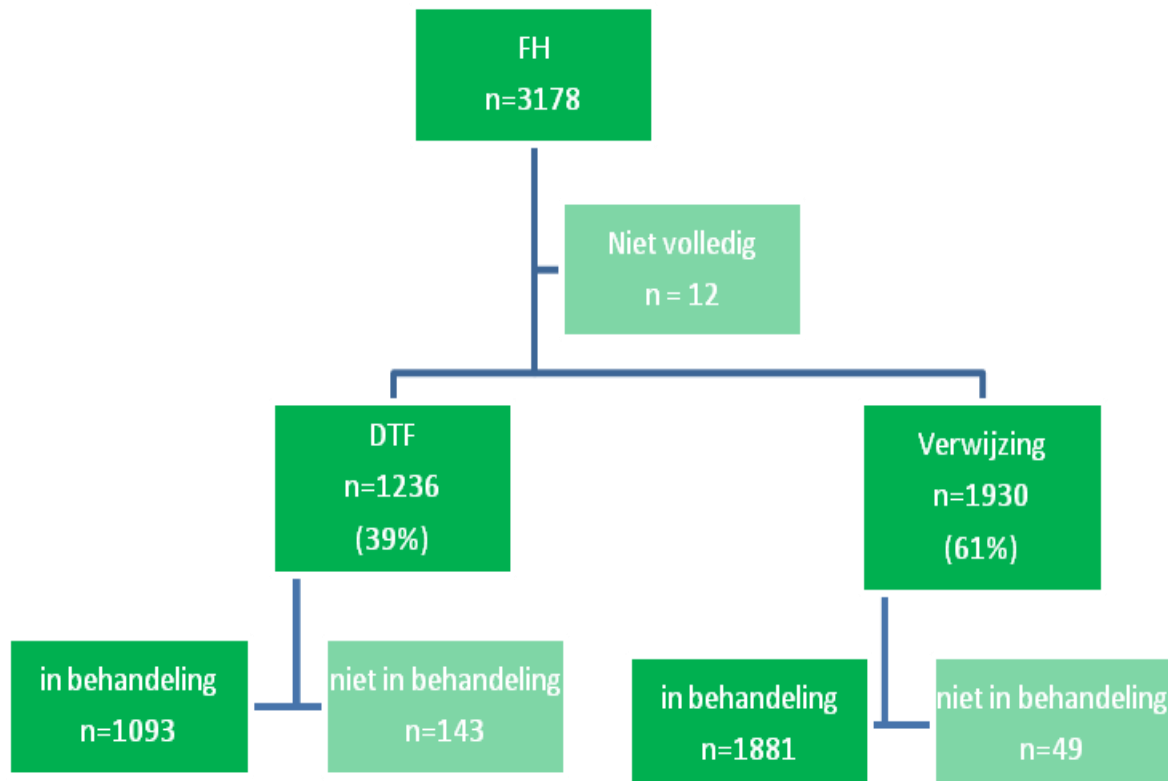 FH
n=3178
Niet volledig
n = 12
DTF
n=1236
(39%)
Verwijzing
n=1930
(61%)
in behandeling
n=1093
niet in behandeling
n=143
in behandeling
n=1881
niet in behandeling
n=49